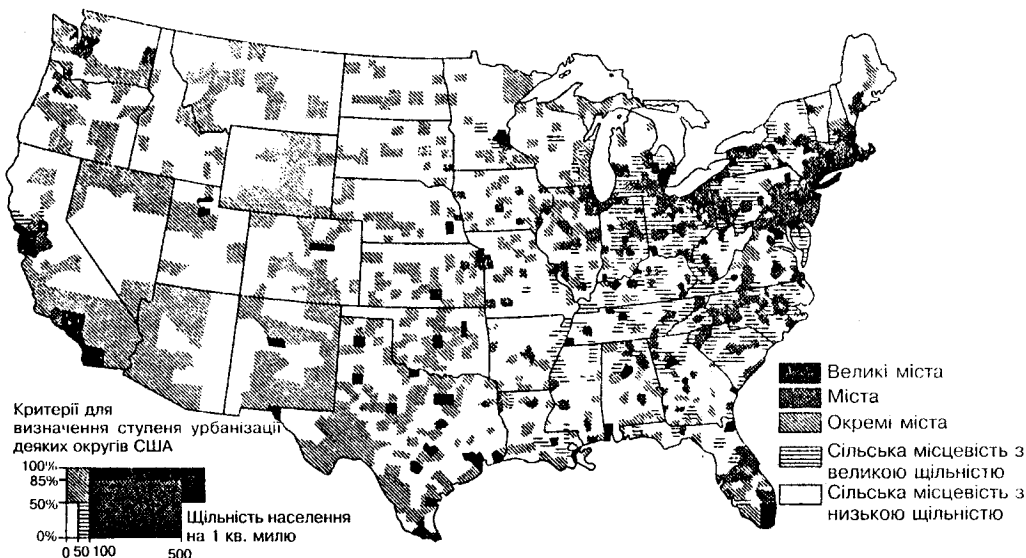 Критерії для
визначення ступеня урбанізації
деяких округів США
100%
85%
50%
0%
0 50 100 500
Щільність населення
на 1 кв. милю
Великі міста
Міста
Окремі міста
Сільська місцевість з
великою щільністю
Сільська місцевість з
низькою щільністю